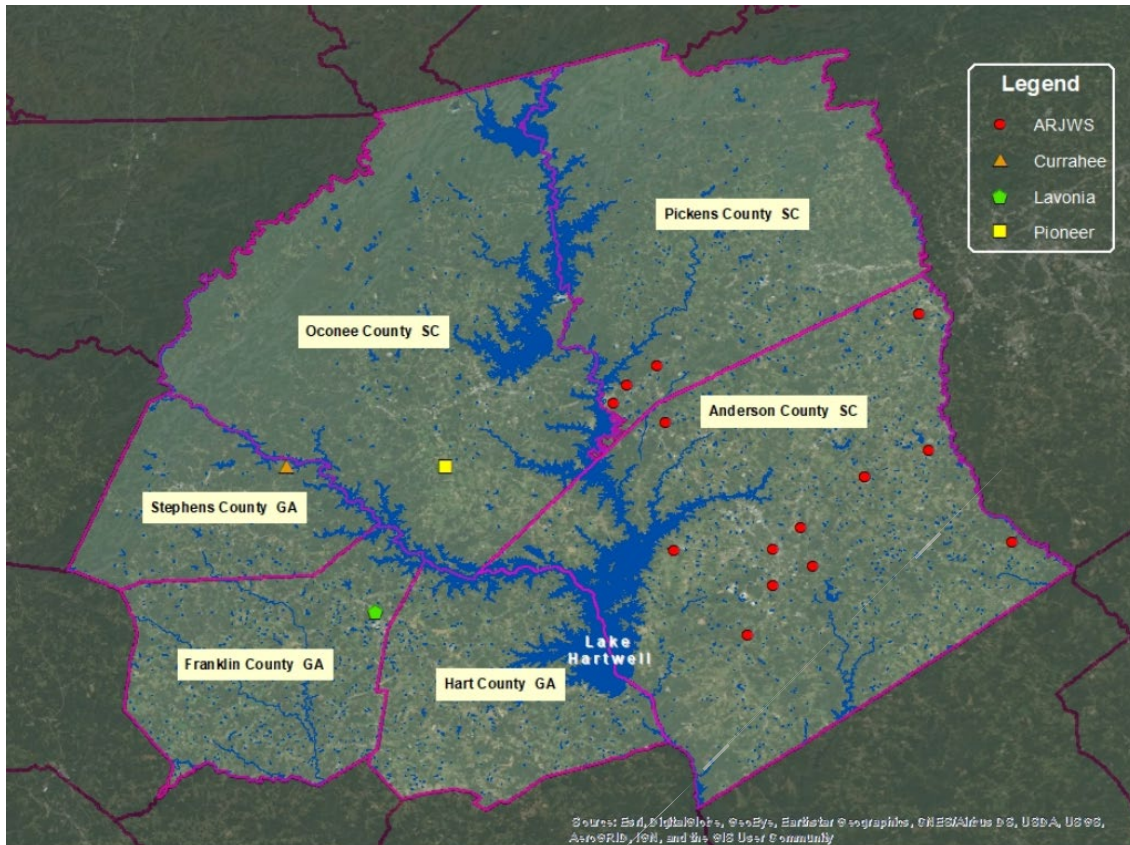 Legend
ARJWS
Currahee
Lavonia
Pioneer
Pickens County SC
Oconee County SC
Anderson County SC
Stephens County GA
Franklin County GA
Hart County GA
Lake
Hartwell
Source: Esri, DigitalGlobe, GeoEye, Earthstar Geographics, CNES/Airbus DS, USDA, USGS,
AeroGRID, IGN, and the GIS User Community